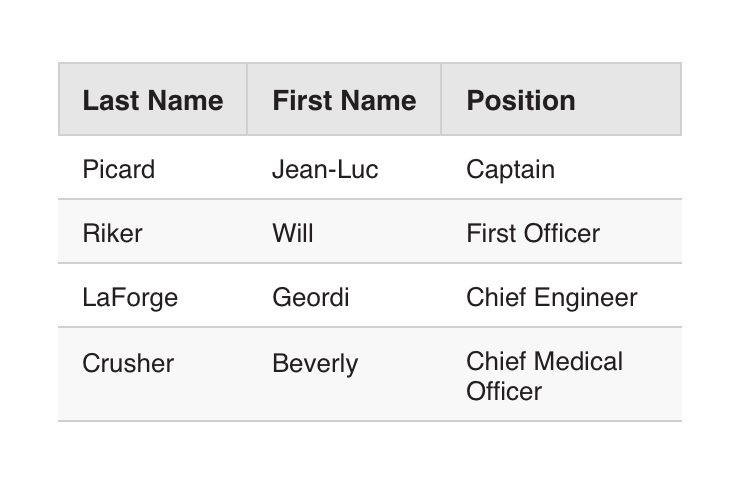 Last Name First Name Position
Picard Jean-Luc Captain
Riker Will First Officer
LaForge Geordi Chief Engineer
Crusher Beverly Chief Medical
Officer